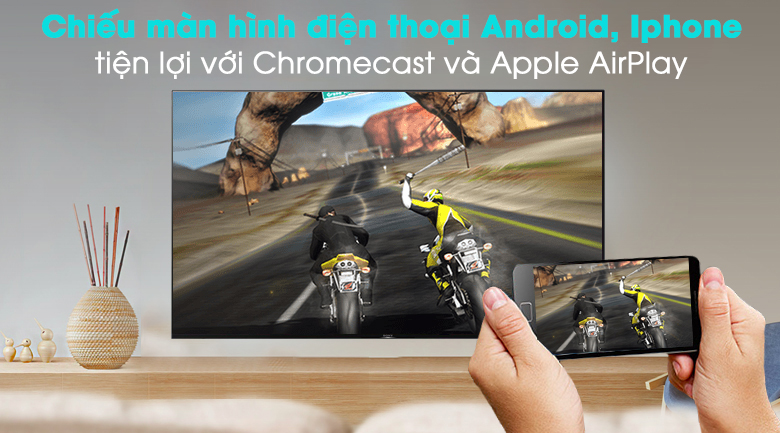 Chiếu màn hình điện thoại Android, Iphone
tiện lợi với Chromecast và Apple AirPlay